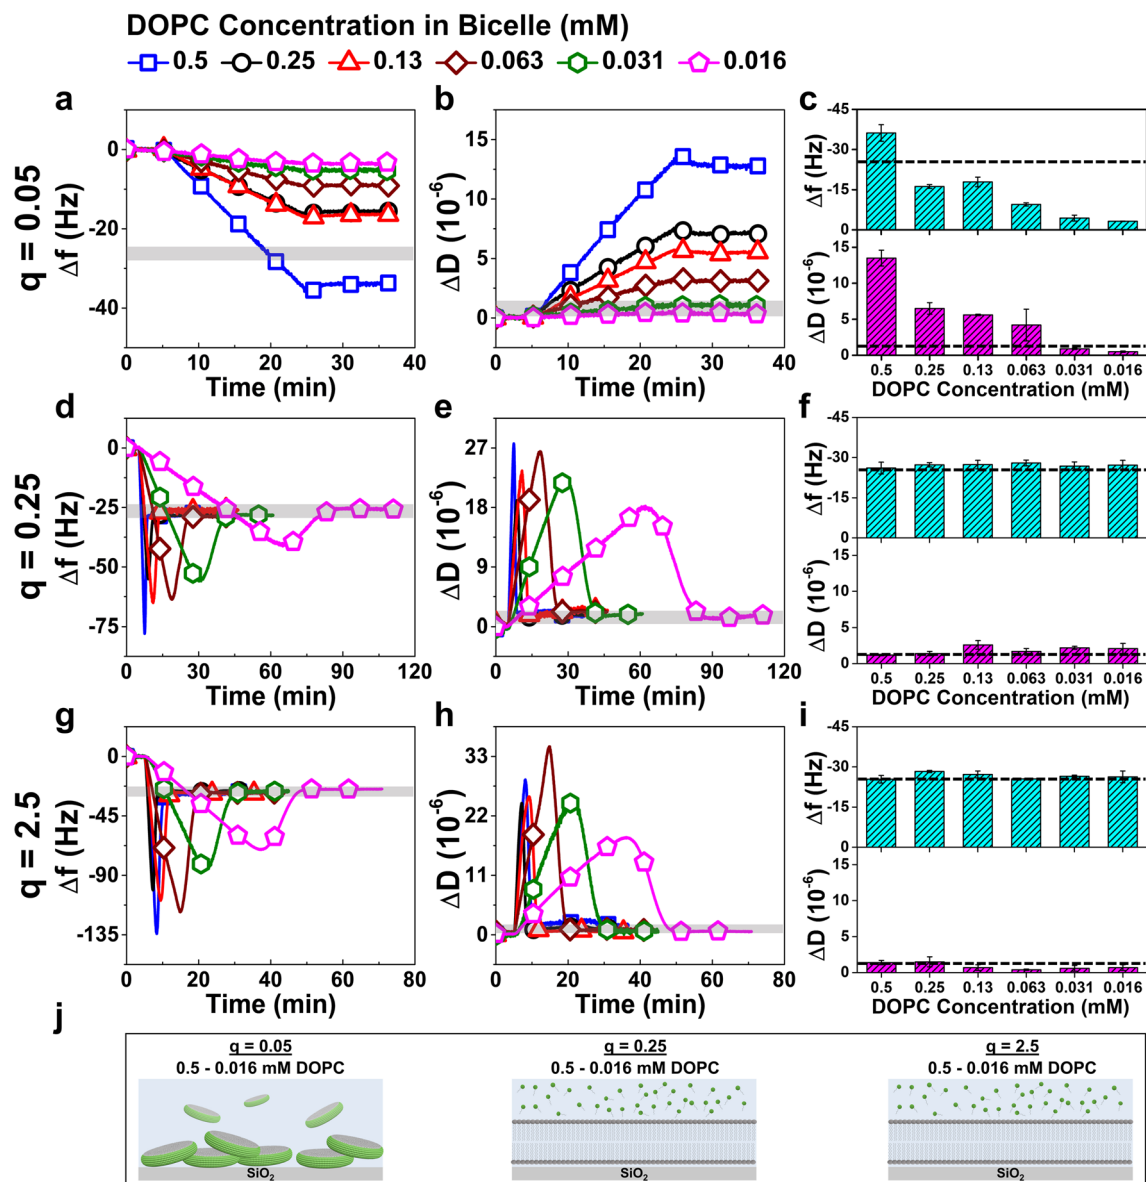 DOPC Concentration in Bicelle (mM)
0.5 0.25 0.13 0.063 0.031 0.016
q = 0.05
a
Δf (Hz)
0
-20
-40
0 10 20 30 40
Time (min)
b
ΔD (10⁻⁶)
15
10
5
0
0 10 20 30 40
Time (min)
c
Δf (Hz)
-45
-30
-15
0
ΔD (10⁻⁶)
15
10
5
0
0.5 0.25 0.13 0.063 0.031 0.016
DOPC Concentration (mM)
q = 0.25
d
Δf (Hz)
0
-25
-50
-75
0 30 60 90 120
Time (min)
e
ΔD (10⁻⁶)
27
18
9
0
0 30 60 90 120
Time (min)
f
Δf (Hz)
-45
-30
-15
0
ΔD (10⁻⁶)
15
10
5
0
0.5 0.25 0.13 0.063 0.031 0.016
DOPC Concentration (mM)
q = 2.5
g
Δf (Hz)
0
-45
-90
-135
0 20 40 60 80
Time (min)
h
ΔD (10⁻⁶)
33
22
11
0
0 20 40 60 80
Time (min)
i
Δf (Hz)
-45
-30
-15
0
ΔD (10⁻⁶)
15
10
5
0
0.5 0.25 0.13 0.063 0.031 0.016
DOPC Concentration (mM)
j
q = 0.05
0.5 - 0.016 mM DOPC
SiO₂
q = 0.25
0.5 - 0.016 mM DOPC
SiO₂
q = 2.5
0.5 - 0.016 mM DOPC
SiO₂